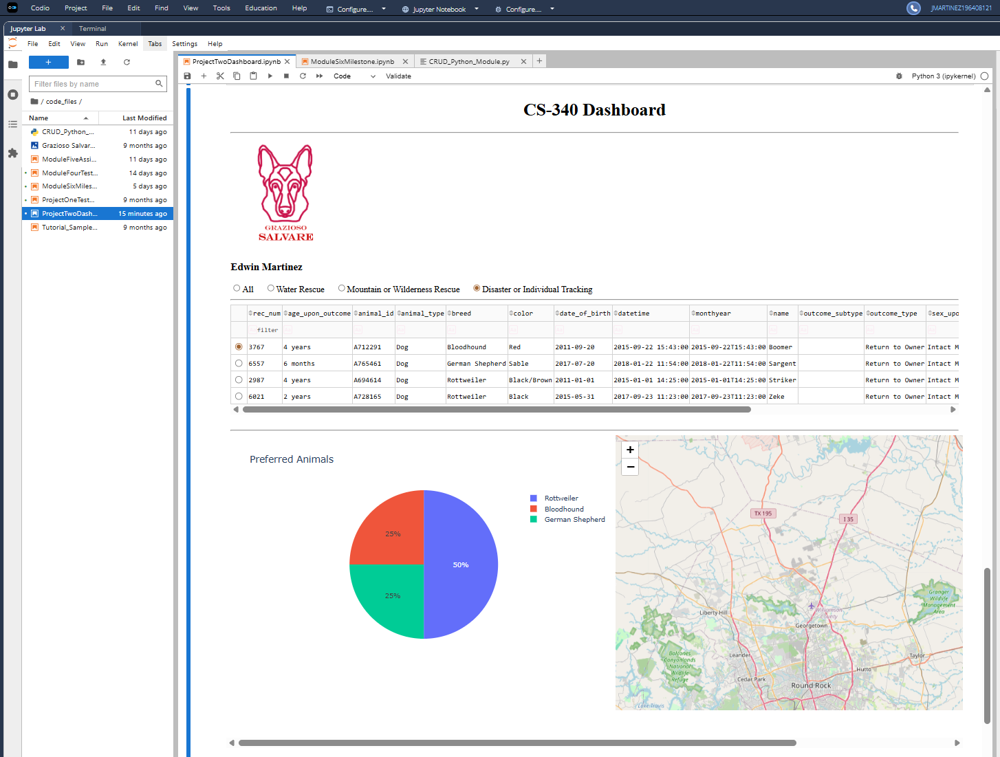 Codio Project File Edit Find View Tools Education Help Configure.... Jupyter Notebook Configure.... JMARTINEZ196408121
Jupyter Lab Terminal
File Edit View Run Kernel Tabs Settings Help
ProjectTwoDashboard.ipynb ModuleSixMilestone.ipynb CRUD_Python_Module.py
Code Validate Python 3 (ipykernel)
Filter files by name
/ code_files /
Name Last Modified
CRUD_Python_... 11 days ago
Grazioso Salvar... 9 months ago
ModuleFiveAssi... 11 days ago
ModuleFourTest... 14 days ago
ModuleSixMiles... 5 days ago
ProjectOneTest... 9 months ago
ProjectTwoDash... 15 minutes ago
Tutorial_Sample... 9 months ago
CS-340 Dashboard
GRAZIOSO
SALVARE
Edwin Martinez
All Water Rescue Mountain or Wilderness Rescue Disaster or Individual Tracking
rec_num age_upon_outcome animal_id animal_type breed color date_of_birth datetime monthyear name outcome_subtype outcome_type sex_upo
filter
3767 4 years A712291 Dog Bloodhound Red 2011-09-20 2015-09-22 15:43:00 2015-09-22T15:43:00 Boomer Return to Owner Intact M
6557 6 months A765461 Dog German Shepherd Sable 2017-07-20 2018-01-22 11:54:00 2018-01-22T11:54:00 Sargent Return to Owner Intact M
2987 4 years A694614 Dog Rottweiler Black/Brown 2011-01-01 2015-01-01 14:25:00 2015-01-01T14:25:00 Striker Return to Owner Intact M
6021 2 years A728165 Dog Rottweiler Black 2015-05-31 2017-09-23 11:23:00 2017-09-23T11:23:00 Zeke Return to Owner Intact M
Preferred Animals
Rottweiler
Bloodhound
German Shepherd
25%
50%
25%
+
−
TX 195
I 35
Granger
Wildlife
Management
Area
Liberty Hill
Williamson
County
Georgetown
Balcones
Canyonlands
National
Wildlife
Refuge
Leander
Taylor
Hutto
Cedar Park
Round Rock
Lake Travis